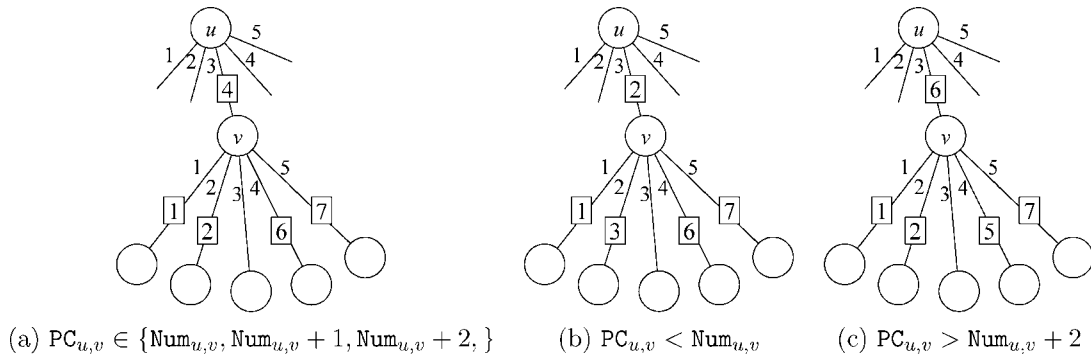 u u u
1 2 3 4 5 1 2 3 4 5 1 2 3 4 5
4 2 6
v v v
1 2 3 4 5 1 2 3 4 5 1 2 3 4 5
1 2 6 7 1 3 6 7 1 2 5 7
(a) PC_{u,v} ∈ {Num_{u,v}, Num_{u,v} + 1, Num_{u,v} + 2, } (b) PC_{u,v} < Num_{u,v} (c) PC_{u,v} > Num_{u,v} + 2